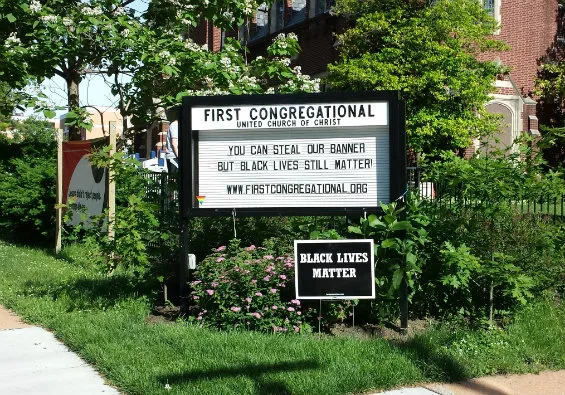 FIRST CONGREGATIONAL
UNITED CHURCH OF CHRIST
YOU CAN STEAL OUR BANNER
BUT BLACK LIVES STILL MATTER!
WWW.FIRSTCONGREGATIONAL.ORG
BLACK LIVES
MATTER